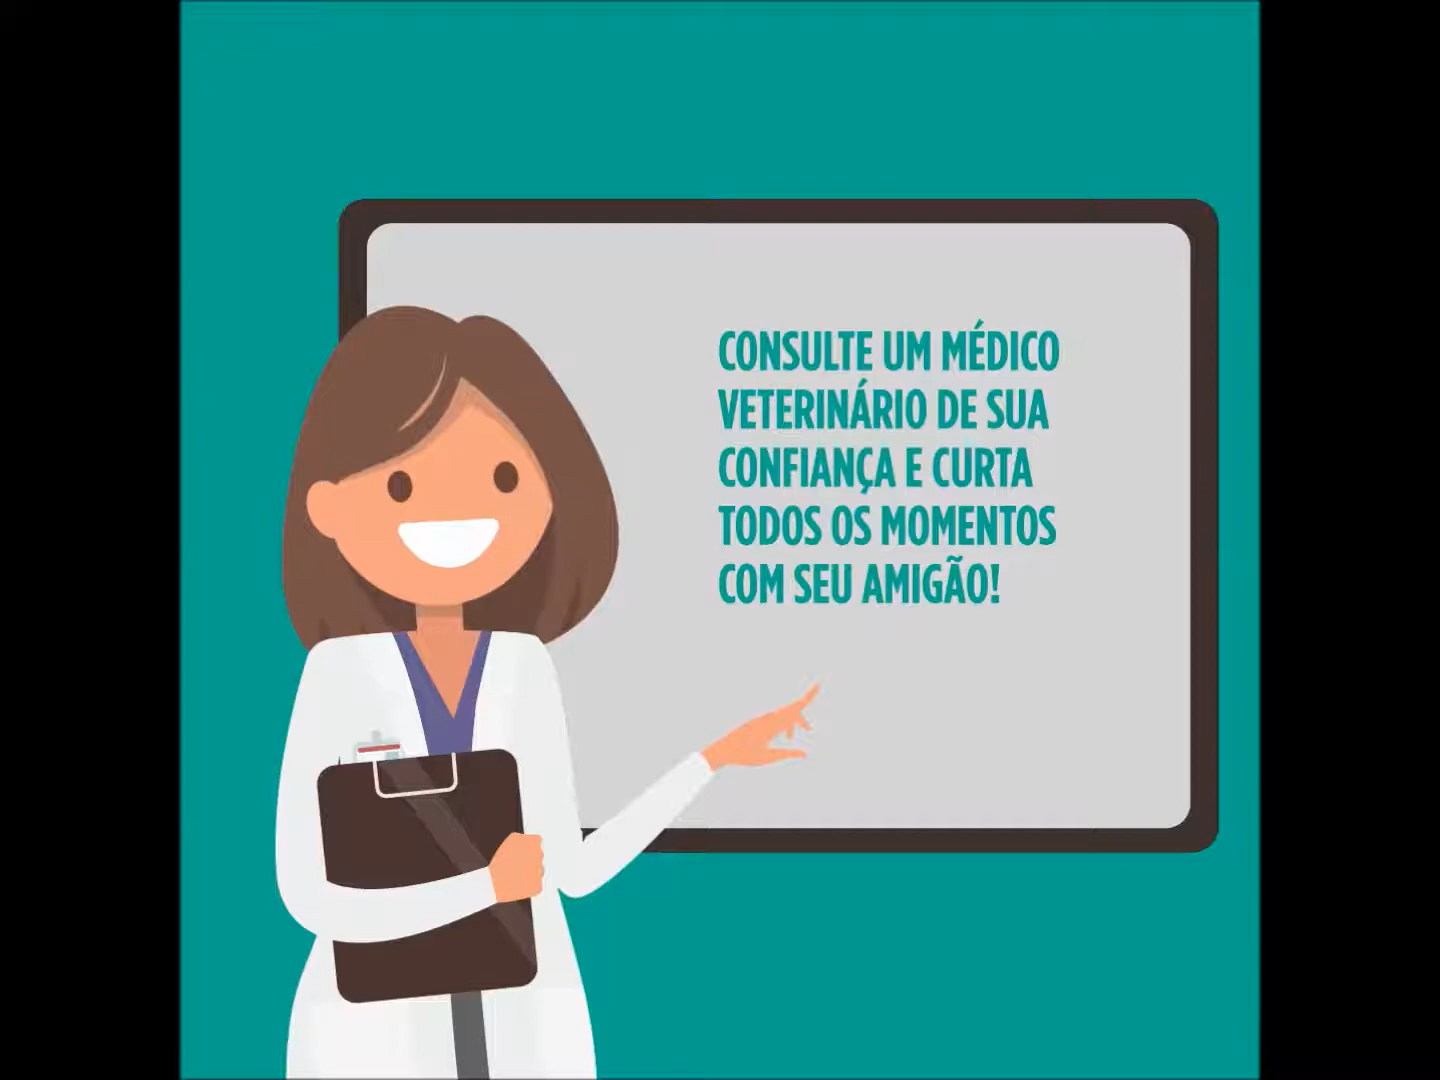 CONSULTE UM MÉDICO
VETERINÁRIO DE SUA
CONFIANÇA E CURTA
TODOS OS MOMENTOS
COM SEU AMIGÃO!